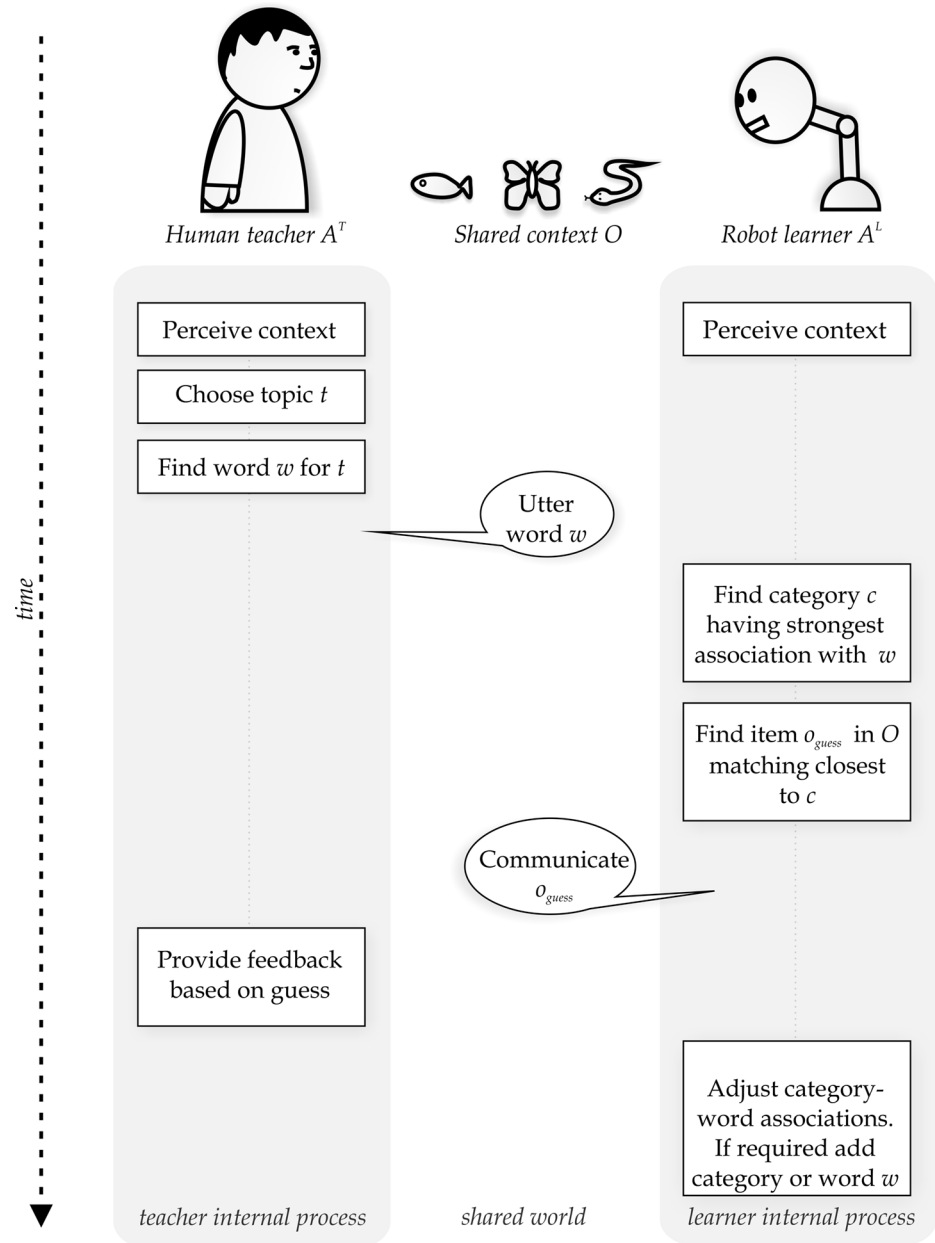 Human teacher Aᵀ
Shared context O
Robot learner Aᴸ
Perceive context
Perceive context
Choose topic t
Find word w for t
Utter
word w
time
Find category c
having strongest
association with w
Find item o_guess in O
matching closest
to c
Communicate
o_guess
Provide feedback
based on guess
Adjust category-
word associations.
If required add
category or word w
teacher internal process
shared world
learner internal process